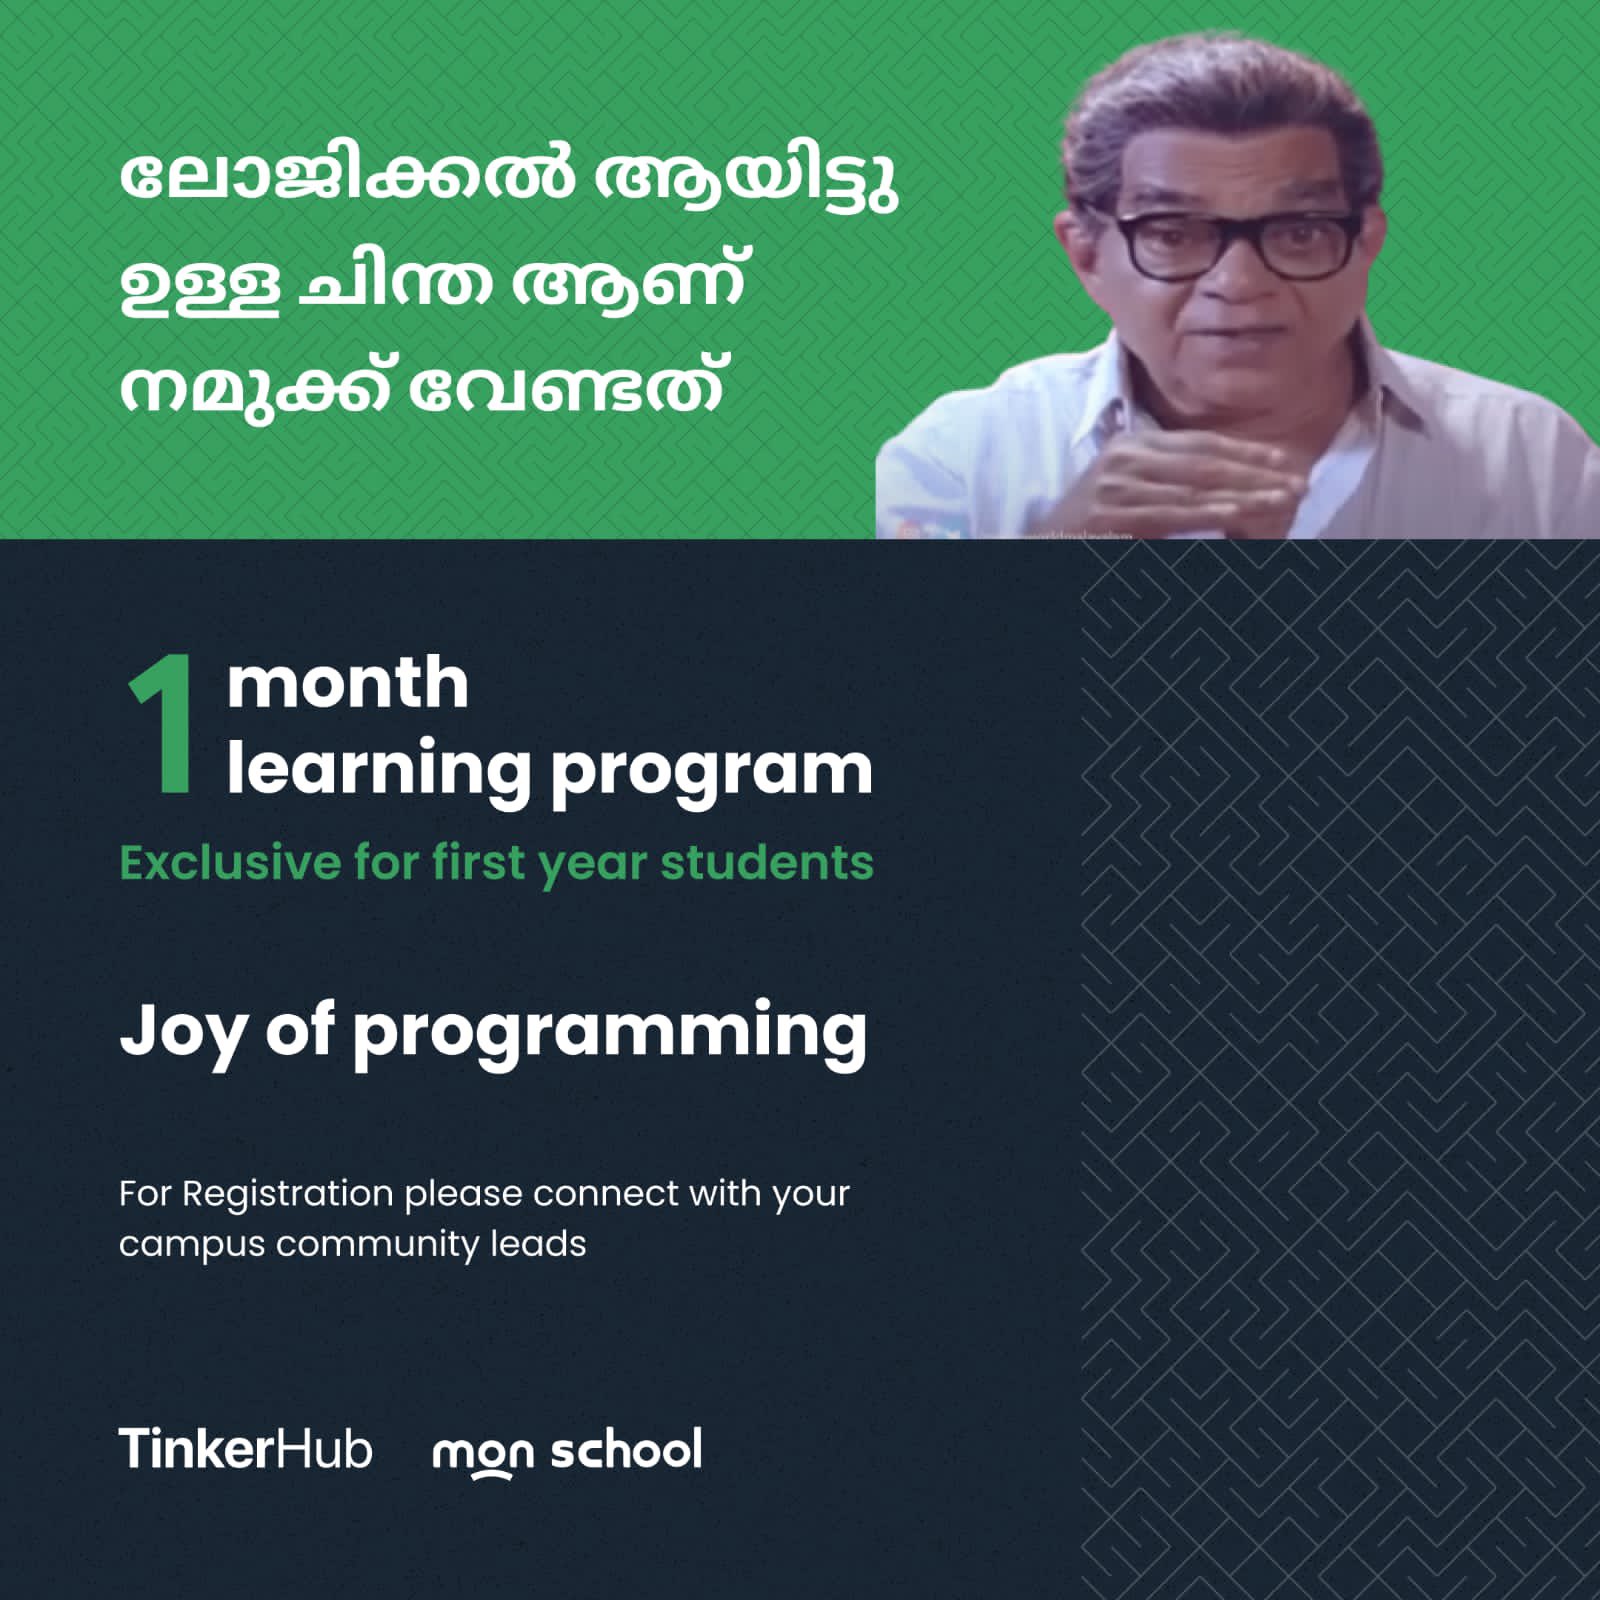 ലോജിക്കൽ ആയിട്ടു
ഉള്ള ചിന്ത ആണ്
നമുക്ക് വേണ്ടത്
1 month
learning program
Exclusive for first year students
Joy of programming
For Registration please connect with your
campus community leads
TinkerHub mon school